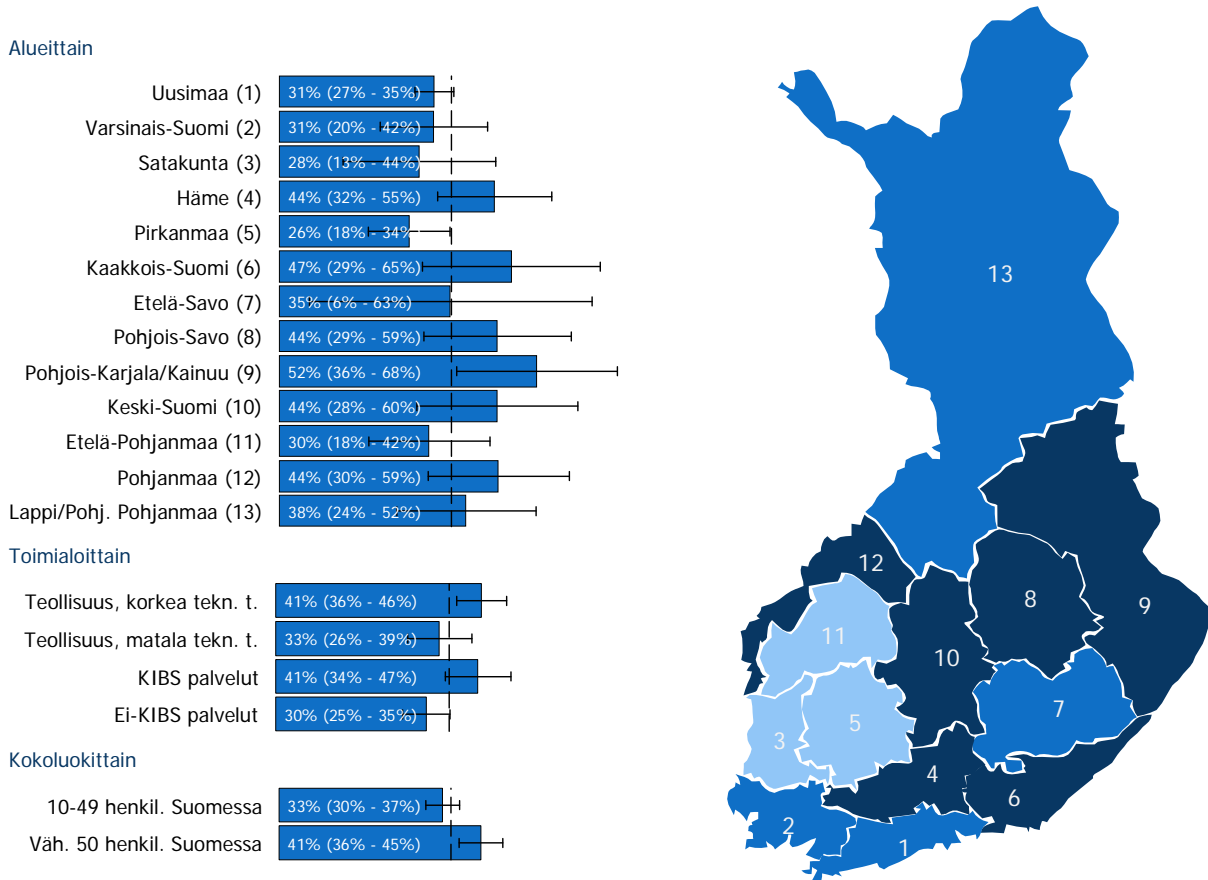 Alueittain
Uusimaa (1) 31% (27% - 35%)
Varsinais-Suomi (2) 31% (20% - 42%)
Satakunta (3) 28% (13% - 44%)
Häme (4) 44% (32% - 55%)
Pirkanmaa (5) 26% (18% - 34%)
Kaakkois-Suomi (6) 47% (29% - 65%)
Etelä-Savo (7) 35% (6% - 63%)
Pohjois-Savo (8) 44% (29% - 59%)
Pohjois-Karjala/Kainuu (9) 52% (36% - 68%)
Keski-Suomi (10) 44% (28% - 60%)
Etelä-Pohjanmaa (11) 30% (18% - 42%)
Pohjanmaa (12) 44% (30% - 59%)
Lappi/Pohj. Pohjanmaa (13) 38% (24% - 52%)
Toimialoittain
Teollisuus, korkea tekn. t. 41% (36% - 46%)
Teollisuus, matala tekn. t. 33% (26% - 39%)
KIBS palvelut 41% (34% - 47%)
Ei-KIBS palvelut 30% (25% - 35%)
Kokoluokittain
10-49 henkil. Suomessa 33% (30% - 37%)
Väh. 50 henkil. Suomessa 41% (36% - 45%)
13
12
8
9
11
10
7
5
3
4
6
2
1